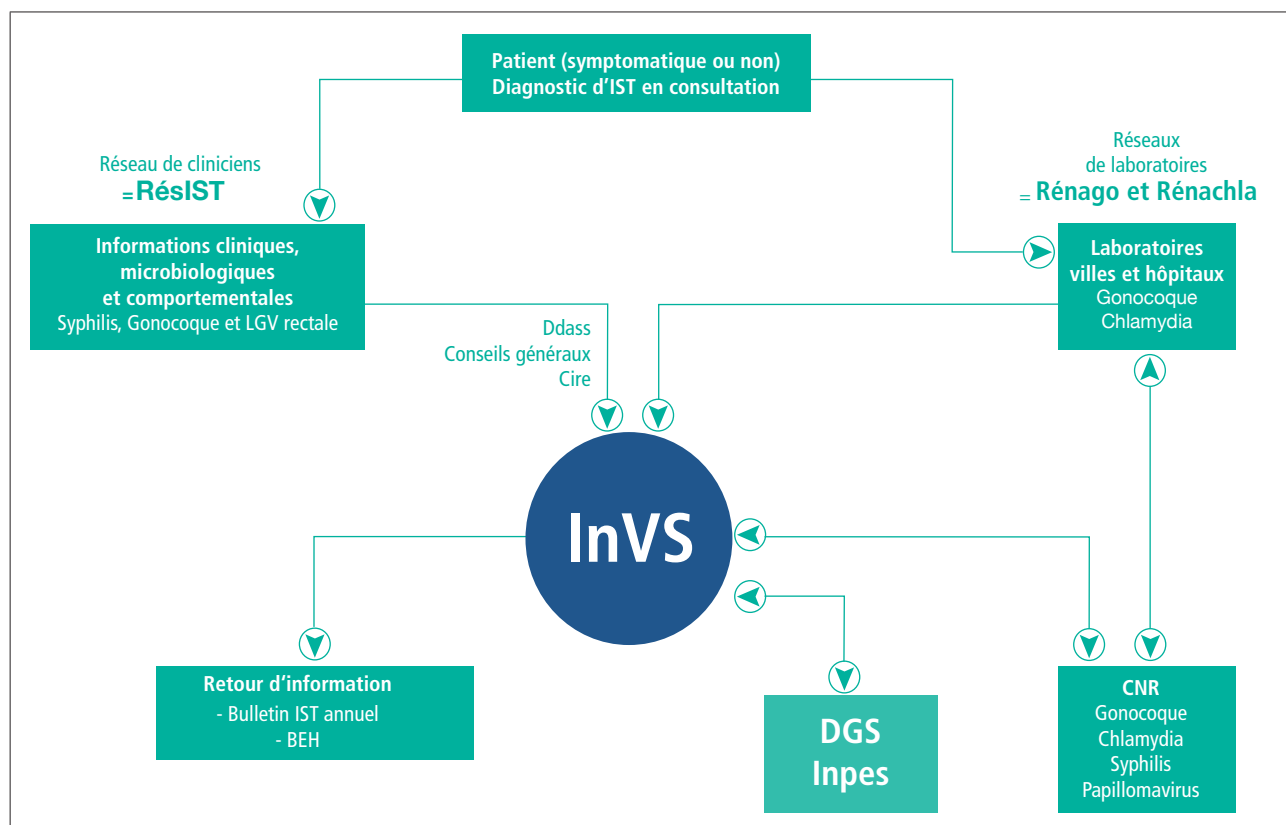 Patient (symptomatique ou non)
Diagnostic d'IST en consultation
Réseau de cliniciens
=RésIST
Réseaux
de laboratoires
= Rénago et Rénachla
Informations cliniques,
microbiologiques
et comportementales
Syphilis, Gonocoque et LGV rectale
Laboratoires
villes et hôpitaux
Gonocoque
Chlamydia
Ddass
Conseils généraux
Cire
InVS
Retour d'information
- Bulletin IST annuel
- BEH
DGS
Inpes
CNR
Gonocoque
Chlamydia
Syphilis
Papillomavirus